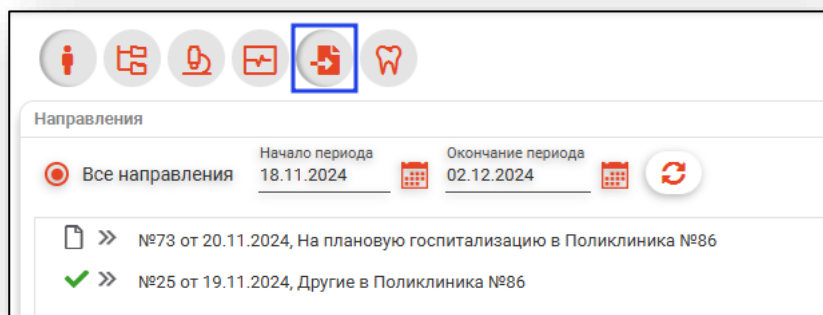 Направления
Все направления
Начало периода
18.11.2024
Окончание периода
02.12.2024
№73 от 20.11.2024, На плановую госпитализацию в Поликлиника №86
№25 от 19.11.2024, Другие в Поликлиника №86